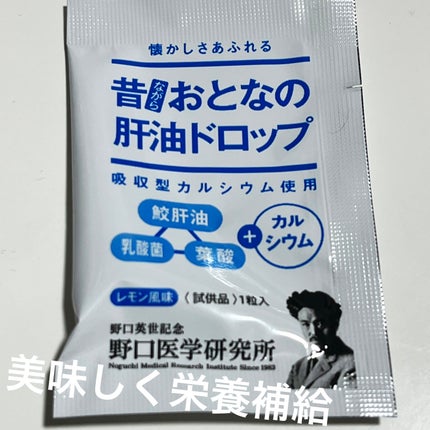 懐かしさあふれる
昔ながらおとなの
肝油ドロップ
吸収型カルシウム使用
鮫肝油
乳酸菌
葉酸
+
カル
シウム
レモン風味
〈試供品〉1粒入
野口英世記念
野口医学研究所
Noguchi Medical Research Institute Since 1983
美味しく栄養補給